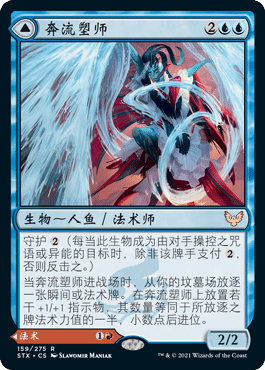 奔流塑师 2
生物～人鱼 / 法术师
守护 2（每当此生物成为由对手操控之咒
语或异能的目标时，除非该牌手支付 2，
否则反击之。）
当奔流塑师进战场时，从你的坟墓场放逐
一张瞬间或法术牌。在奔流塑师上放置若
干 +1/+1 指示物，其数量等同于所放逐之
牌法术力值的一半，小数点后进位。
法术 1
2/2
159/275 R
STX • CS SLAWOMIR MANIAK
™ & © 2021 Wizards of the Coast